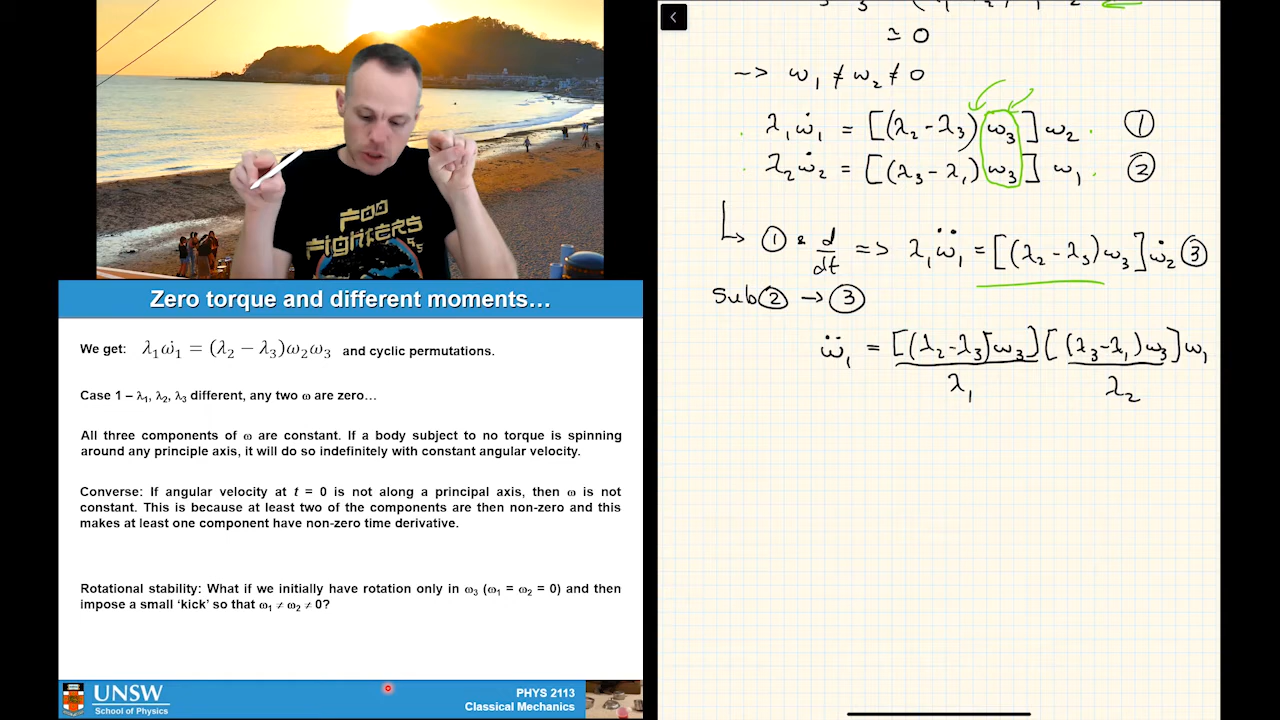 FOO
FIGHTERS
Zero torque and different moments…
We get: λ₁ω̇₁ = (λ₂ − λ₃)ω₂ω₃ and cyclic permutations.
Case 1 – λ₁, λ₂, λ₃ different, any two ω are zero…
All three components of ω are constant. If a body subject to no torque is spinning
around any principle axis, it will do so indefinitely with constant angular velocity.
Converse: If angular velocity at t = 0 is not along a principal axis, then ω is not
constant. This is because at least two of the components are then non-zero and this
makes at least one component have non-zero time derivative.
Rotational stability: What if we initially have rotation only in ω₃ (ω₁ = ω₂ = 0) and then
impose a small ‘kick’ so that ω₁ ≠ ω₂ ≠ 0?
UNSW
School of Physics
PHYS 2113
Classical Mechanics
≃ 0
-> ω₁ ≠ ω₂ ≠ 0
λ₁ω̇₁ = [(λ₂ - λ₃) ω₃] ω₂ ①
λ₂ω̇₂ = [(λ₃ - λ₁) ω₃] ω₁ ②
↳ ① & d/dt => λ₁ω̈₁ = [(λ₂ - λ₃)ω₃] ω̇₂ ③
Sub ② → ③
ω̈₁ = [(λ₂-λ₃)ω₃]/λ₁ [(λ₃-λ₁)ω₃]/λ₂ ω₁